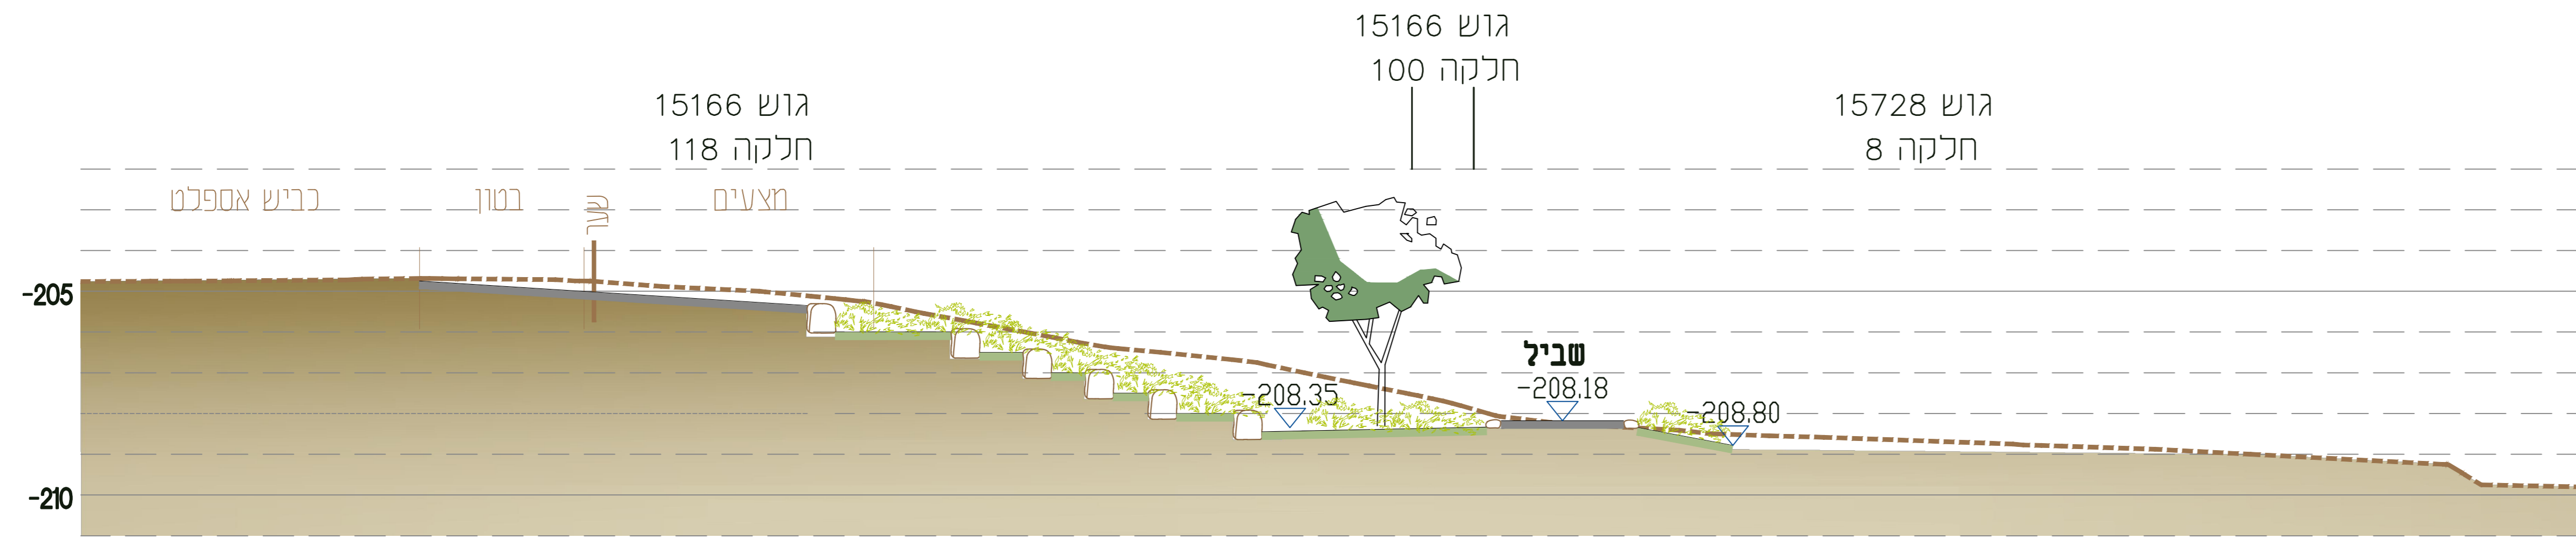 גוש 15166
חלקה 100
גוש 15166
חלקה 118
גוש 15728
חלקה 8
כביש אספלט
בטון
שער
מצעים
-205
שביל
-208.18
-208.35
-208.80
-210